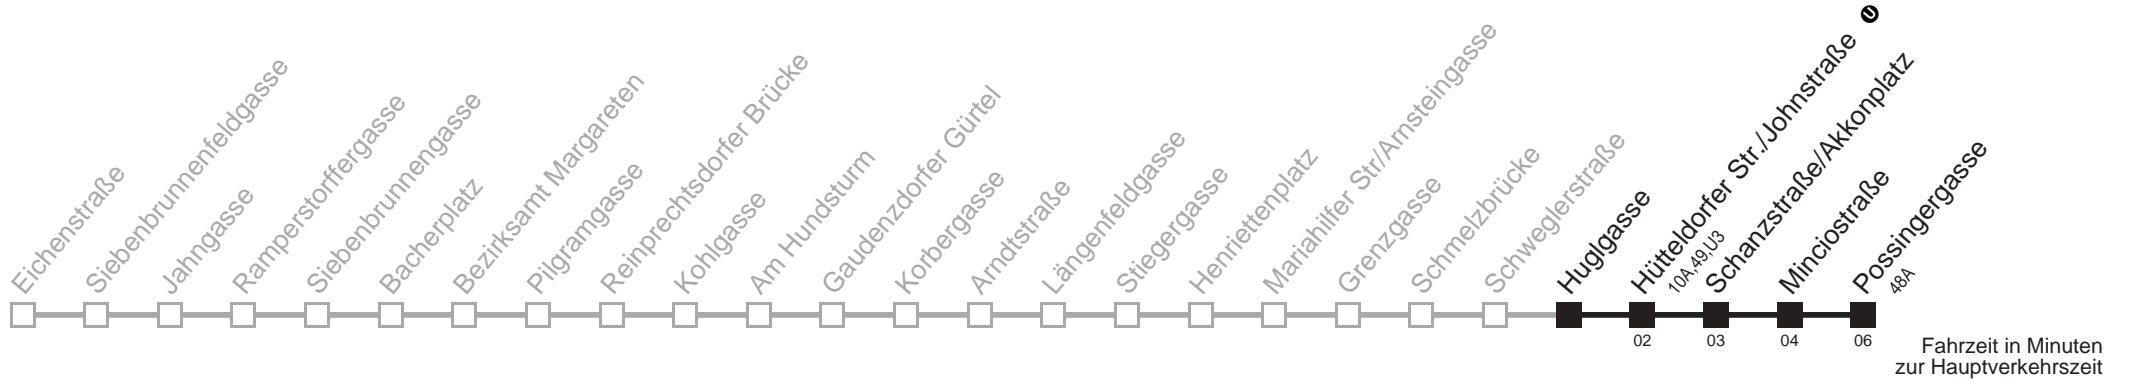 Eichenstraße
Siebenbrunnenfeldgasse
Jahngasse
Ramperstorffergasse
Siebenbrunnengasse
Bacherplatz
Bezirksamt Margareten
Pilgramgasse
Reinprechtsdorfer Brücke
Kohlgasse
Am Hundsturm
Gaudenzdorfer Gürtel
Korbergasse
Arndtstraße
Längenfeldgasse
Stiegergasse
Henriettenplatz
Mariahilfer Str/Arnsteingasse
Grenzgasse
Schmelzbrücke
Schweglerstraße
Huglgasse
Hütteldorfer Str./Johnstraße U
10A,49,U3
Schanzstraße/Akkonplatz
Minciostraße
Possingergasse
48A
02 03 04 06
Fahrzeit in Minuten
zur Hauptverkehrszeit